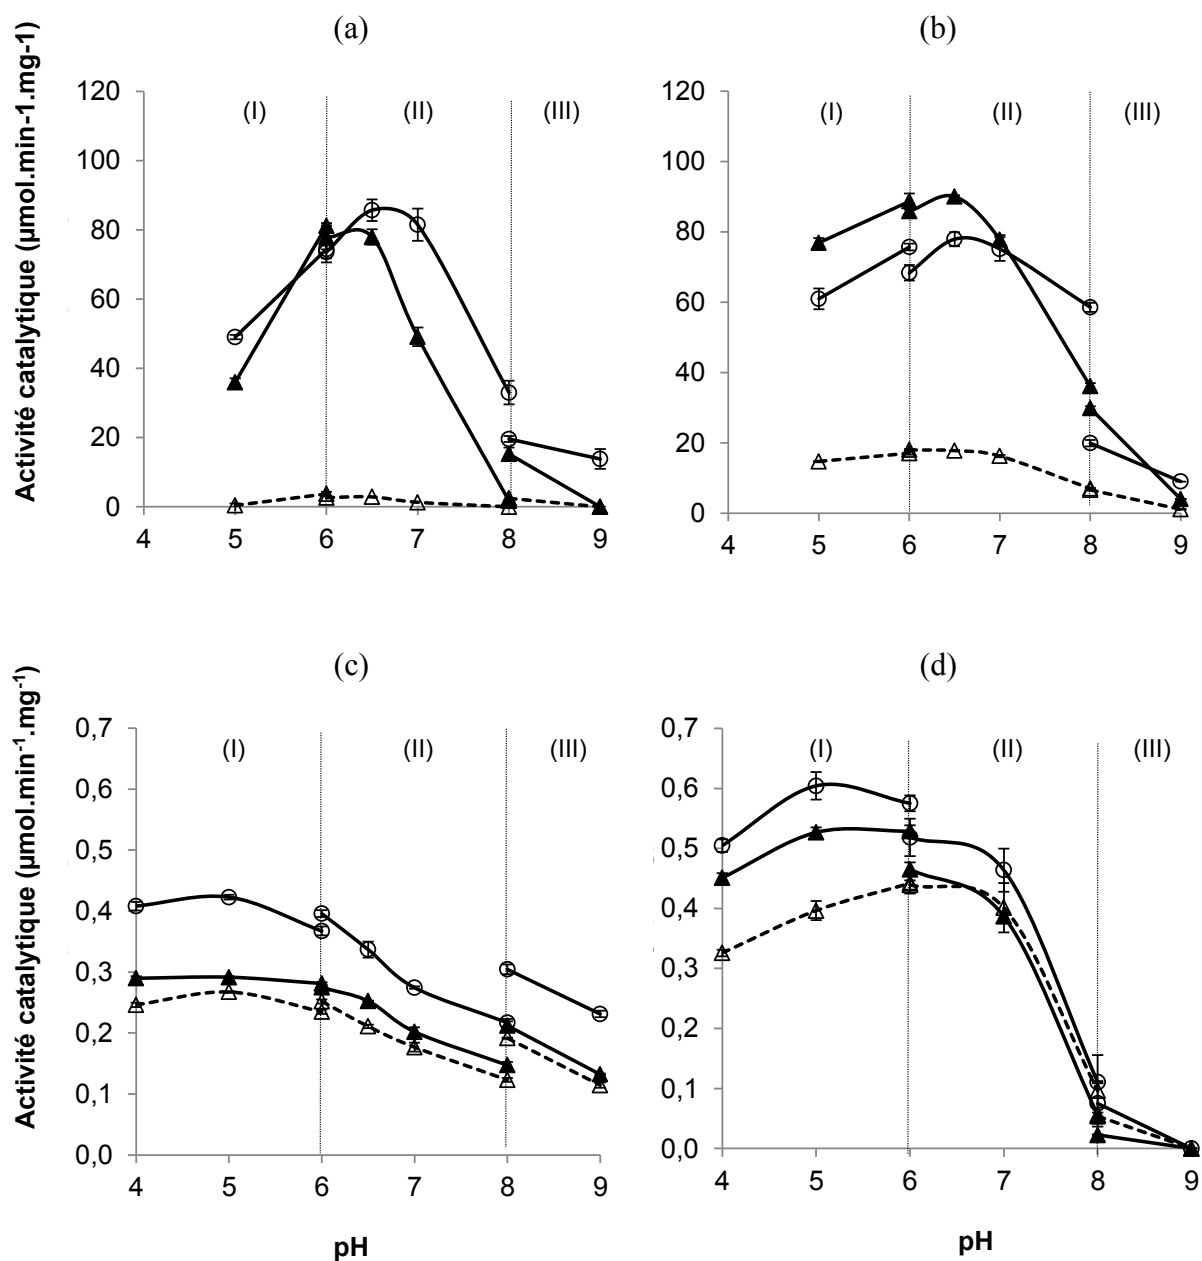 (a)
Activité catalytique (µmol.min-1.mg-1)
120
100
80
60
40
20
0
(I)
(II)
(III)
4 5 6 7 8 9
(b)
120
100
80
60
40
20
0
(I)
(II)
(III)
4 5 6 7 8 9
(c)
Activité catalytique (µmol.min⁻¹.mg⁻¹)
0,7
0,6
0,5
0,4
0,3
0,2
0,1
0,0
(I)
(II)
(III)
4 5 6 7 8 9
pH
(d)
0,7
0,6
0,5
0,4
0,3
0,2
0,1
0,0
(I)
(II)
(III)
4 5 6 7 8 9
pH